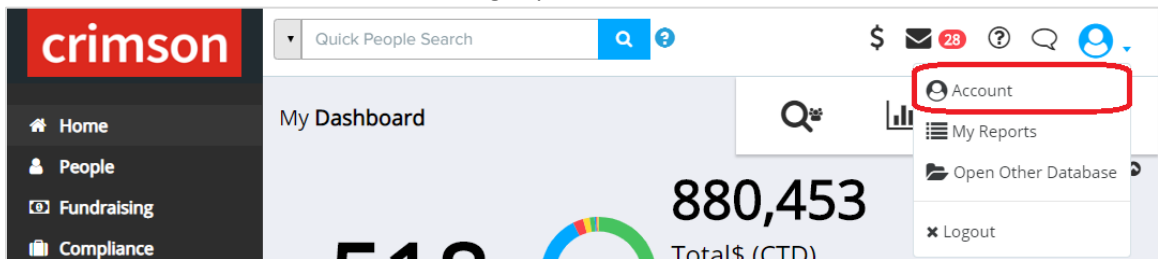 crimson
Quick People Search
$ 28
Account
My Dashboard
My Reports
Open Other Database
Logout
Home
People
Fundraising
Compliance
880,453
Total$ (CTD)
518